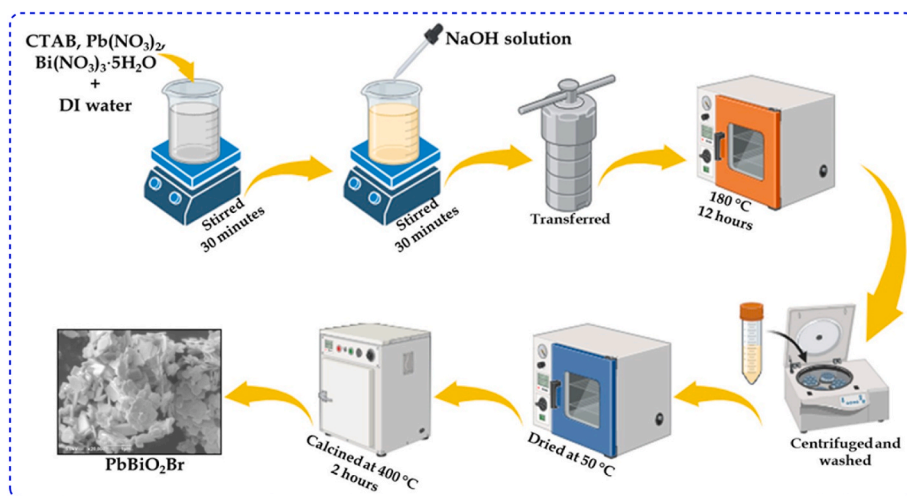 CTAB, Pb(NO₃)₂,
Bi(NO₃)₃·5H₂O
+
DI water
NaOH solution
Stirred
30 minutes
Stirred
30 minutes
Transferred
180 °C
12 hours
Centrifuged and
washed
Dried at 50 °C
Calcined at 400 °C
2 hours
PbBiO₂Br